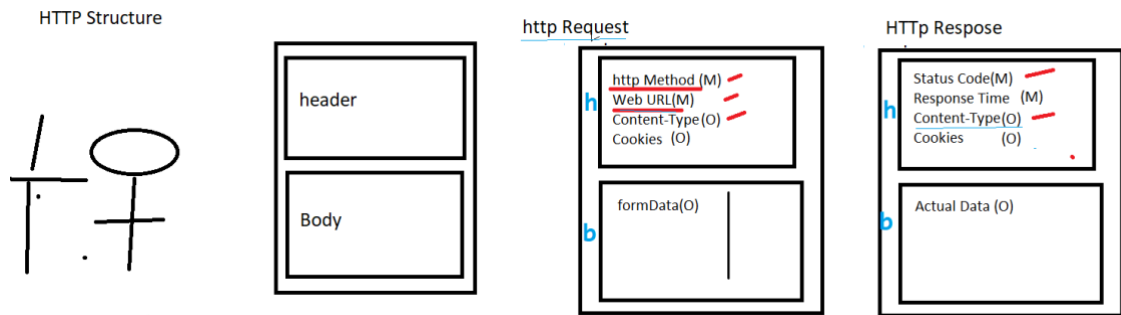 HTTP Structure
header
Body
http Request
h
http Method (M)
Web URL(M)
Content-Type (O)
Cookies (O)
b
formData(O)
HTTp Respose
h
Status Code(M)
Response Time (M)
Content-Type(O)
Cookies (O)
b
Actual Data (O)